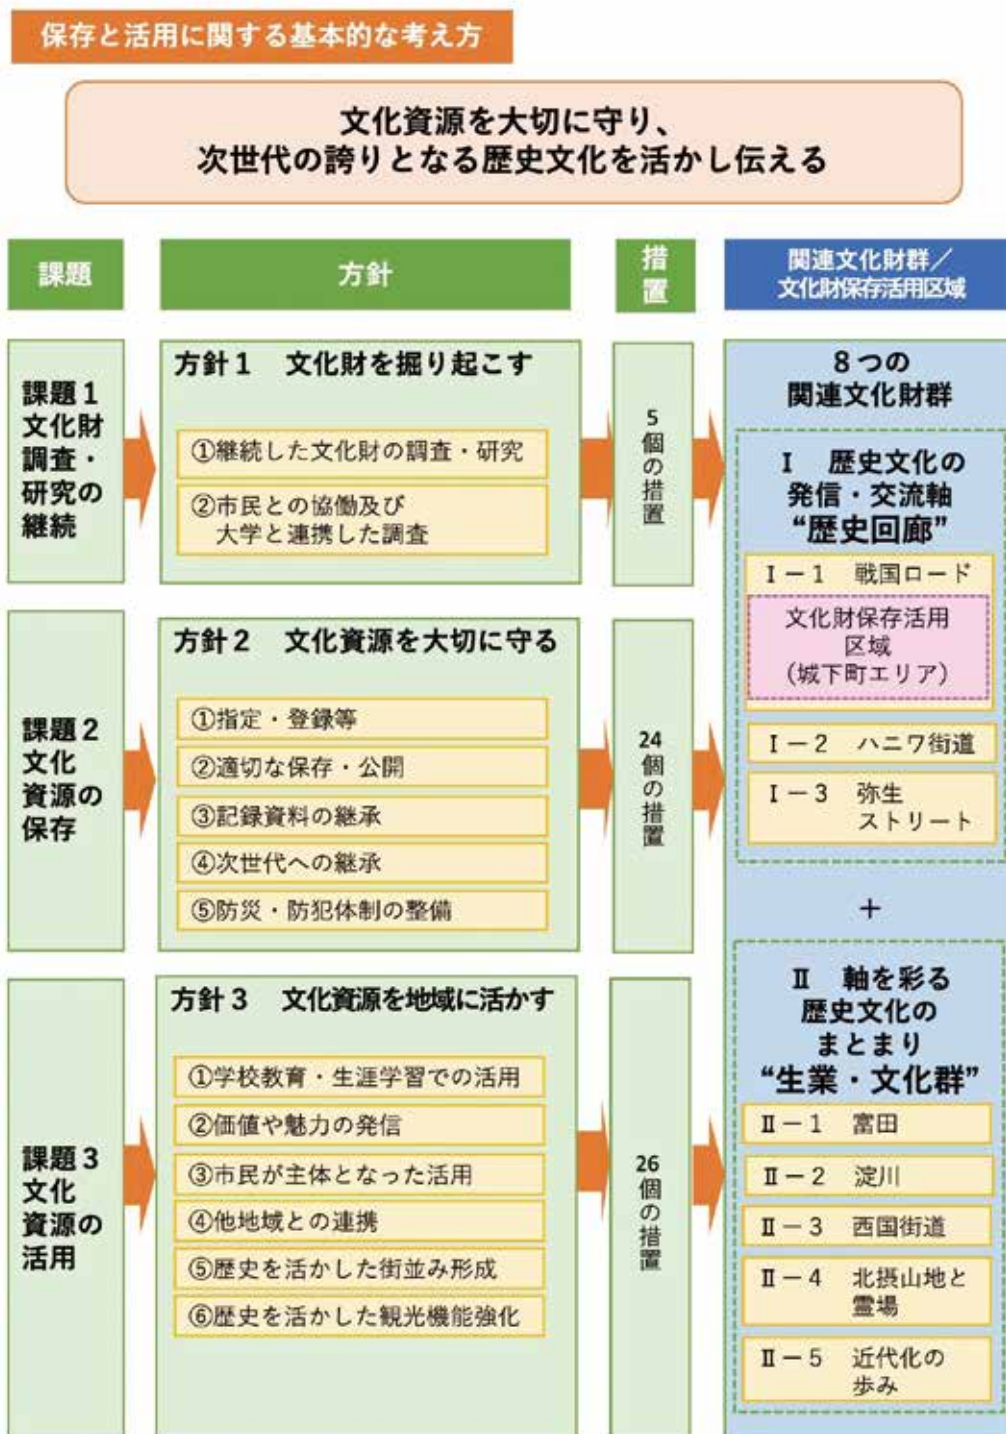 保存と活用に関する基本的な考え方
文化資源を大切に守り、
次世代の誇りとなる歴史文化を活かし伝える
課題
方針
措
置
関連文化財群／
文化財保存活用区域
課題1
文化財
調査・
研究の
継続
方針1 文化財を掘り起こす
①継続した文化財の調査・研究
②市民との協働及び
大学と連携した調査
5個の措置
課題2
文化
資源の
保存
方針2 文化資源を大切に守る
①指定・登録等
②適切な保存・公開
③記録資料の継承
④次世代への継承
⑤防災・防犯体制の整備
24個の措置
課題3
文化
資源の
活用
方針3 文化資源を地域に活かす
①学校教育・生涯学習での活用
②価値や魅力の発信
③市民が主体となった活用
④他地域との連携
⑤歴史を活かした街並み形成
⑥歴史を活かした観光機能強化
26個の措置
8つの
関連文化財群
Ⅰ 歴史文化の
発信・交流軸
“歴史回廊”
Ⅰ－1 戦国ロード
文化財保存活用
区域
（城下町エリア）
Ⅰ－2 ハニワ街道
Ⅰ－3 弥生
ストリート
＋
Ⅱ 軸を彩る
歴史文化の
まとまり
“生業・文化群”
Ⅱ－1 富田
Ⅱ－2 淀川
Ⅱ－3 西国街道
Ⅱ－4 北摂山地と
霊場
Ⅱ－5 近代化の
歩み